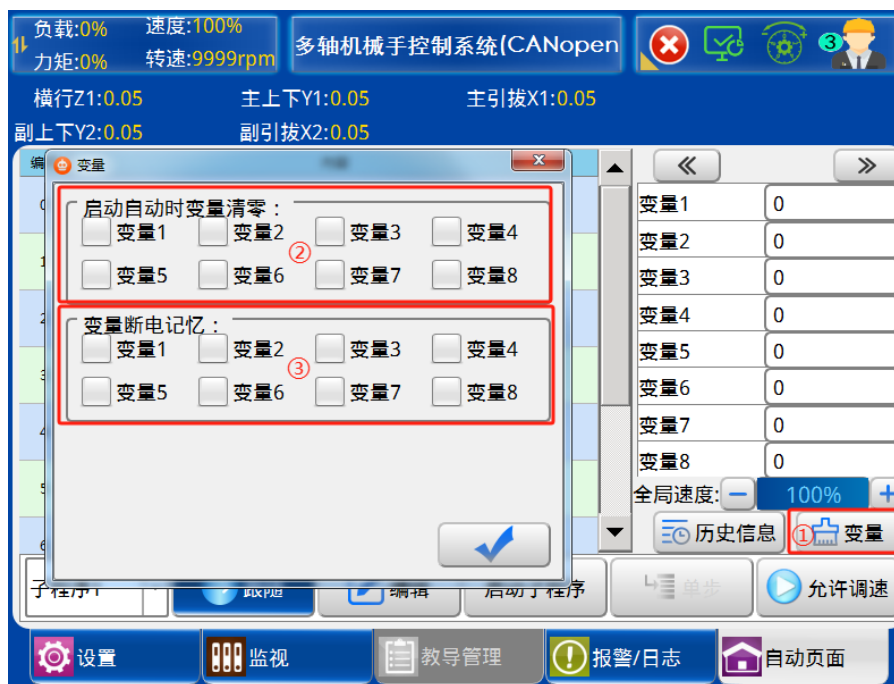 负载:0% 速度:100%
力矩:0% 转速:9999rpm
多轴机械手控制系统(CANopen
3
横行Z1:0.05 主上下Y1:0.05 主引拔X1:0.05
副上下Y2:0.05 副引拔X2:0.05
变量
启动自动时变量清零：
变量1 变量2 变量3 变量4
②
变量5 变量6 变量7 变量8
变量断电记忆：
变量1 变量2 变量3 变量4
③
变量5 变量6 变量7 变量8
变量1 0
变量2 0
变量3 0
变量4 0
变量5 0
变量6 0
变量7 0
变量8 0
全局速度: 100%
历史信息 ① 变量
子程序1 跟随 编辑 启动子程序 单步 允许调速
设置 监视 教导管理 报警/日志 自动页面